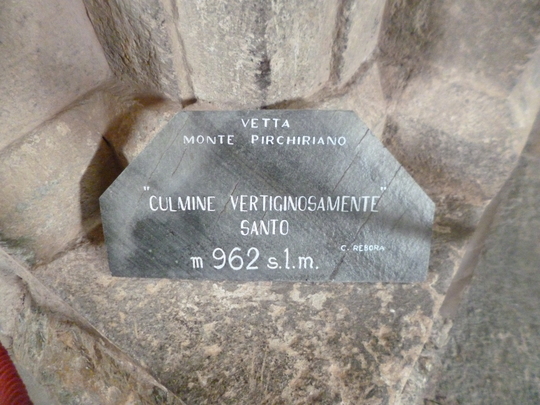 VETTA
MONTE PIRCHIRIANO
"CULMINE VERTIGINOSAMENTE"
SANTO
C. REBORA
m 962 s.l.m.